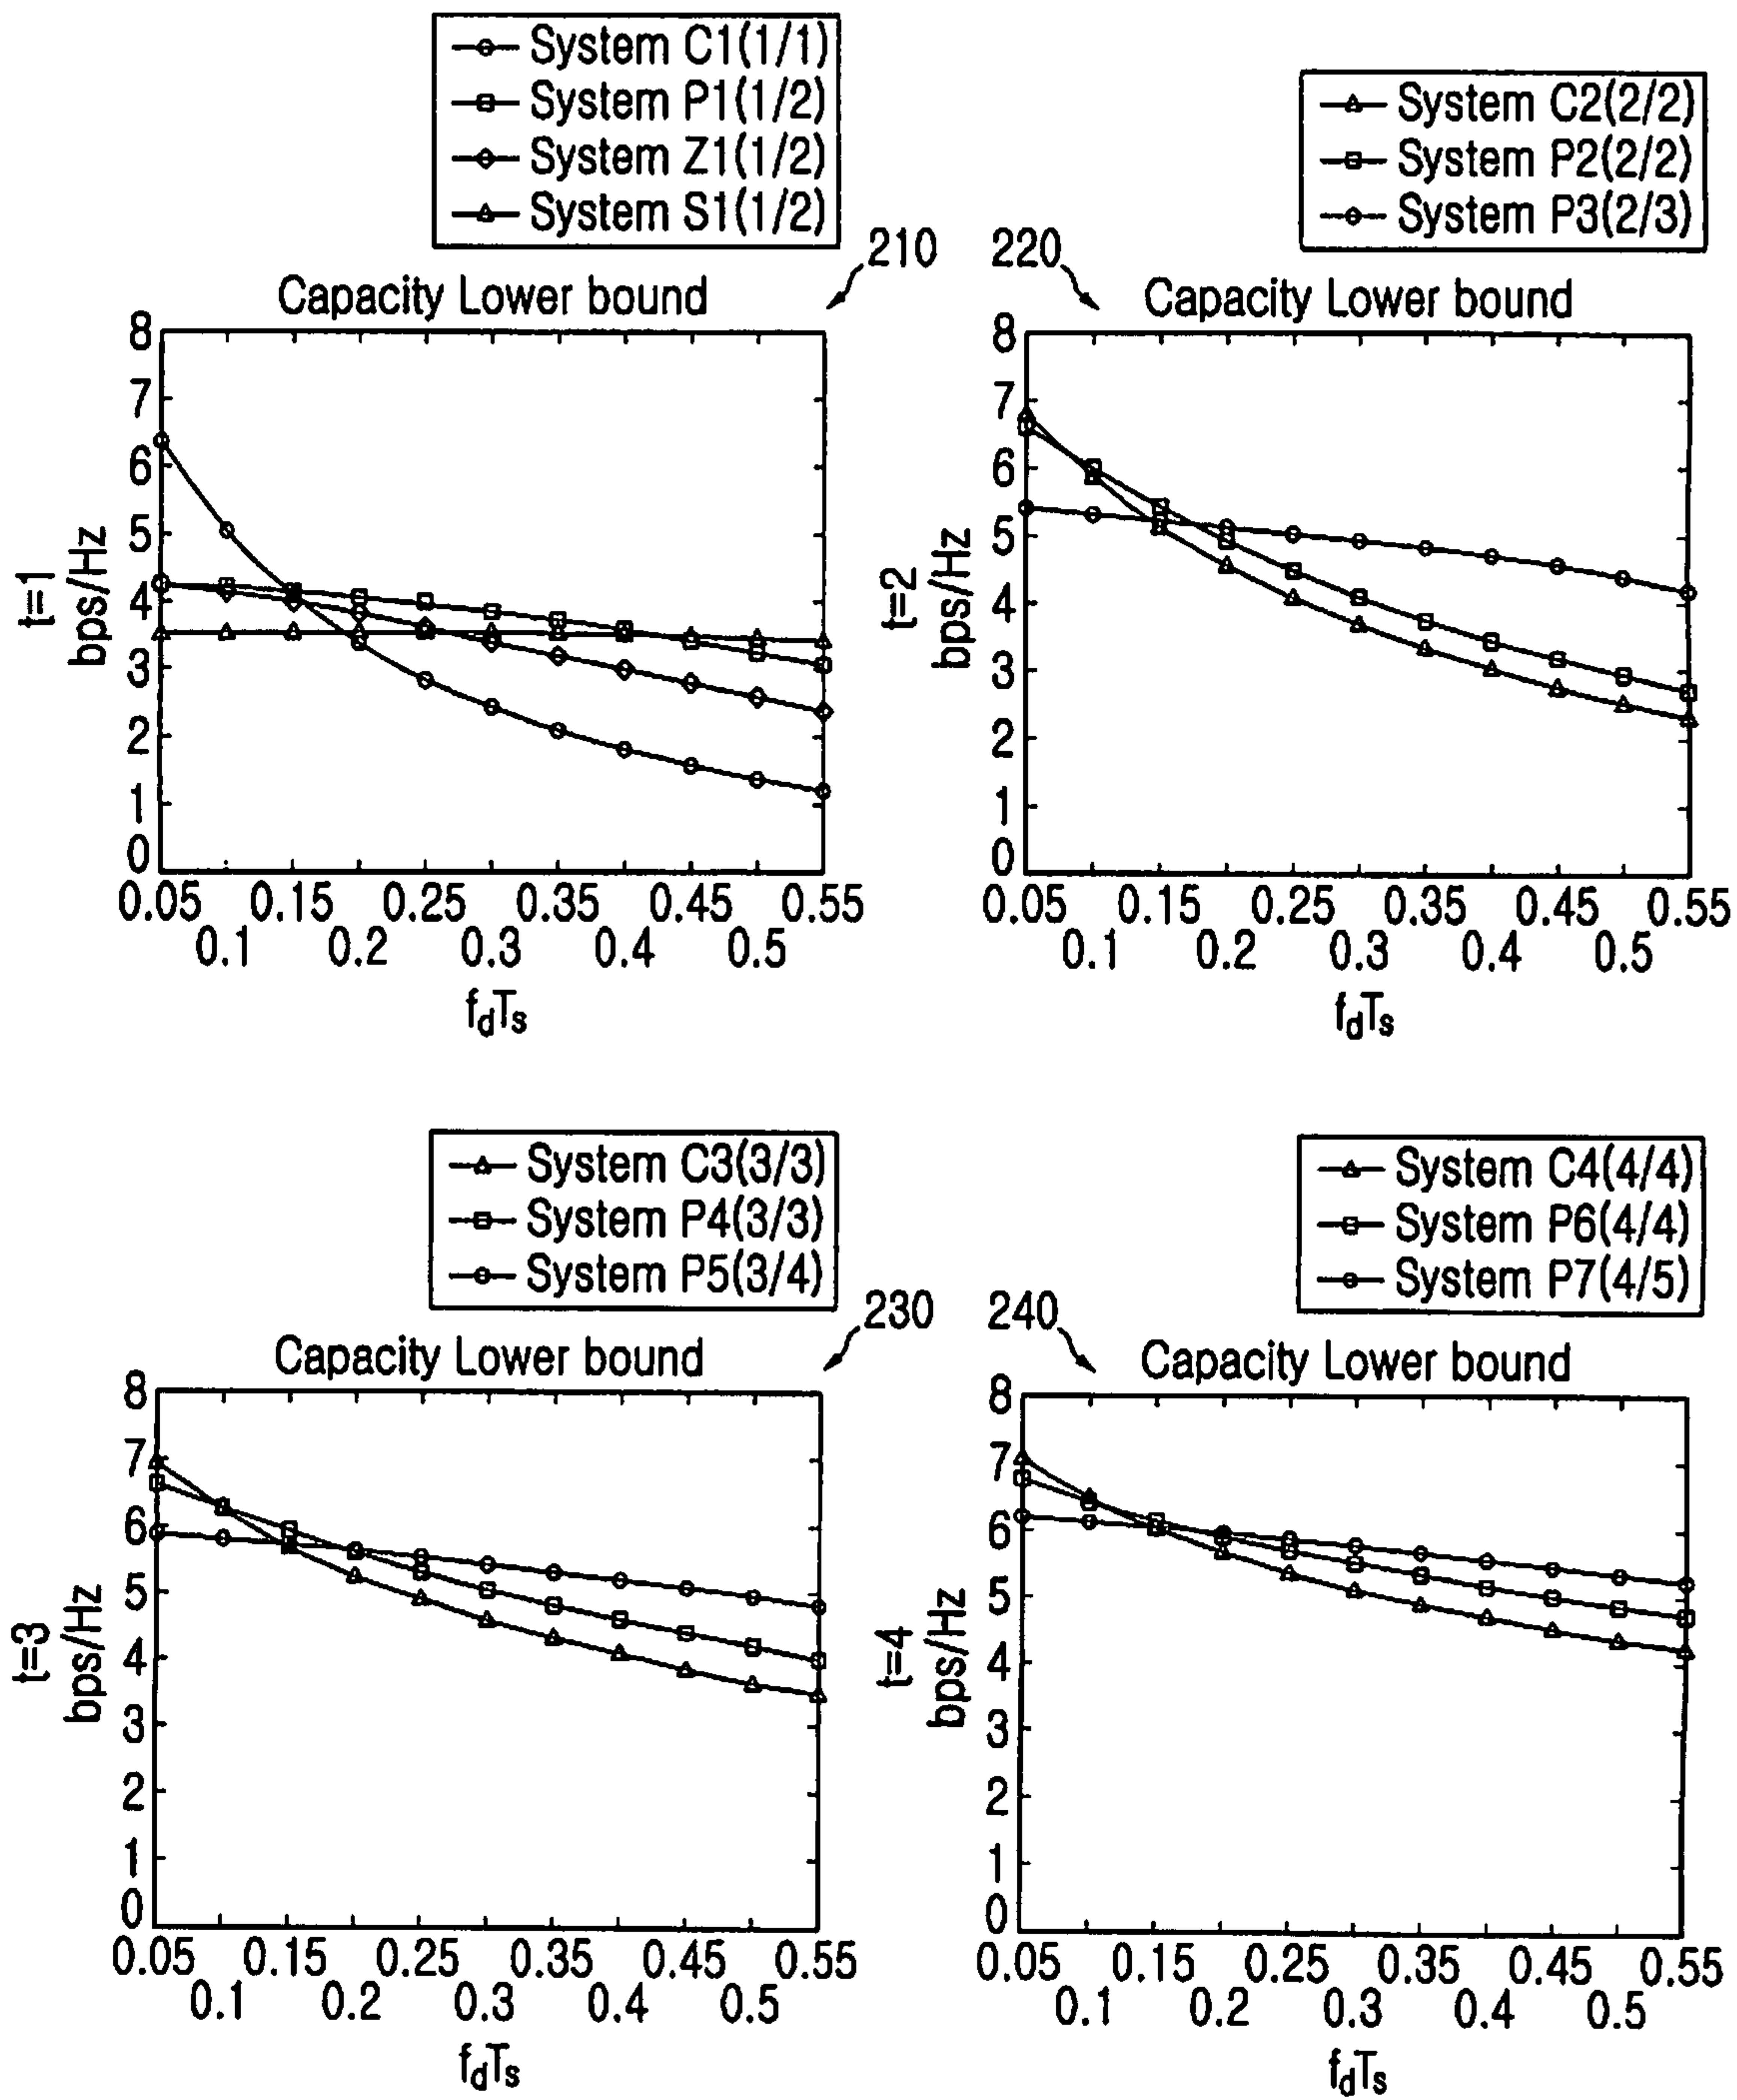 System C1(1/1)
System P1(1/2)
System Z1(1/2)
System S1(1/2)
210
Capacity Lower bound
8
7
6
5
4
3
2
1
0
t=1
bps/Hz
0.05 0.15 0.25 0.35 0.45 0.55
0.1 0.2 0.3 0.4 0.5
fdTs
System C2(2/2)
System P2(2/2)
System P3(2/3)
220
Capacity Lower bound
8
7
6
5
4
3
2
1
0
t=2
bps/Hz
0.05 0.15 0.25 0.35 0.45 0.55
0.1 0.2 0.3 0.4 0.5
fdTs
System C3(3/3)
System P4(3/3)
System P5(3/4)
230
Capacity Lower bound
8
7
6
5
4
3
2
1
0
t=3
bps/Hz
0.05 0.15 0.25 0.35 0.45 0.55
0.1 0.2 0.3 0.4 0.5
fdTs
System C4(4/4)
System P6(4/4)
System P7(4/5)
240
Capacity Lower bound
8
7
6
5
4
3
2
1
0
t=4
bps/Hz
0.05 0.15 0.25 0.35 0.45 0.55
0.1 0.2 0.3 0.4 0.5
fdTs